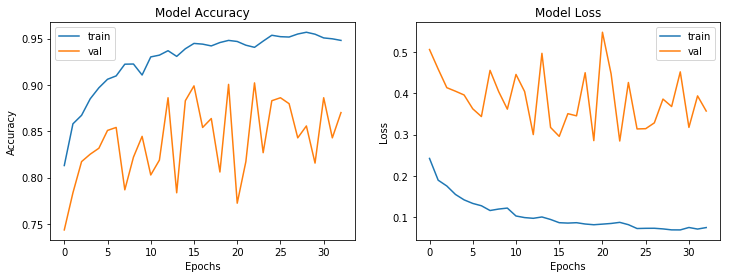 Model Accuracy
train
val
0.95
0.90
0.85
0.80
0.75
Accuracy
0 5 10 15 20 25 30
Epochs
Model Loss
train
val
0.5
0.4
0.3
0.2
0.1
Loss
0 5 10 15 20 25 30
Epochs